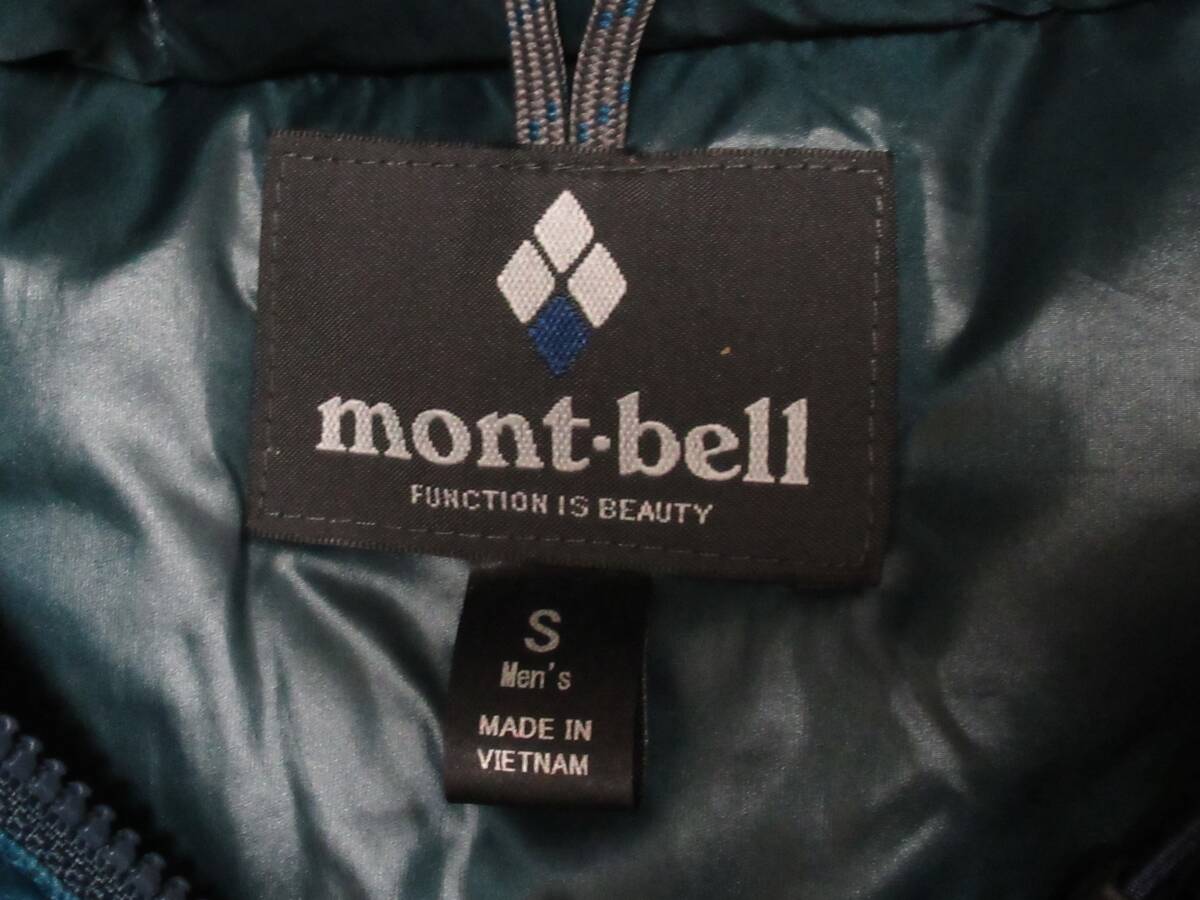 mont·bell
FUNCTION IS BEAUTY
S
Men's
MADE IN
VIETNAM